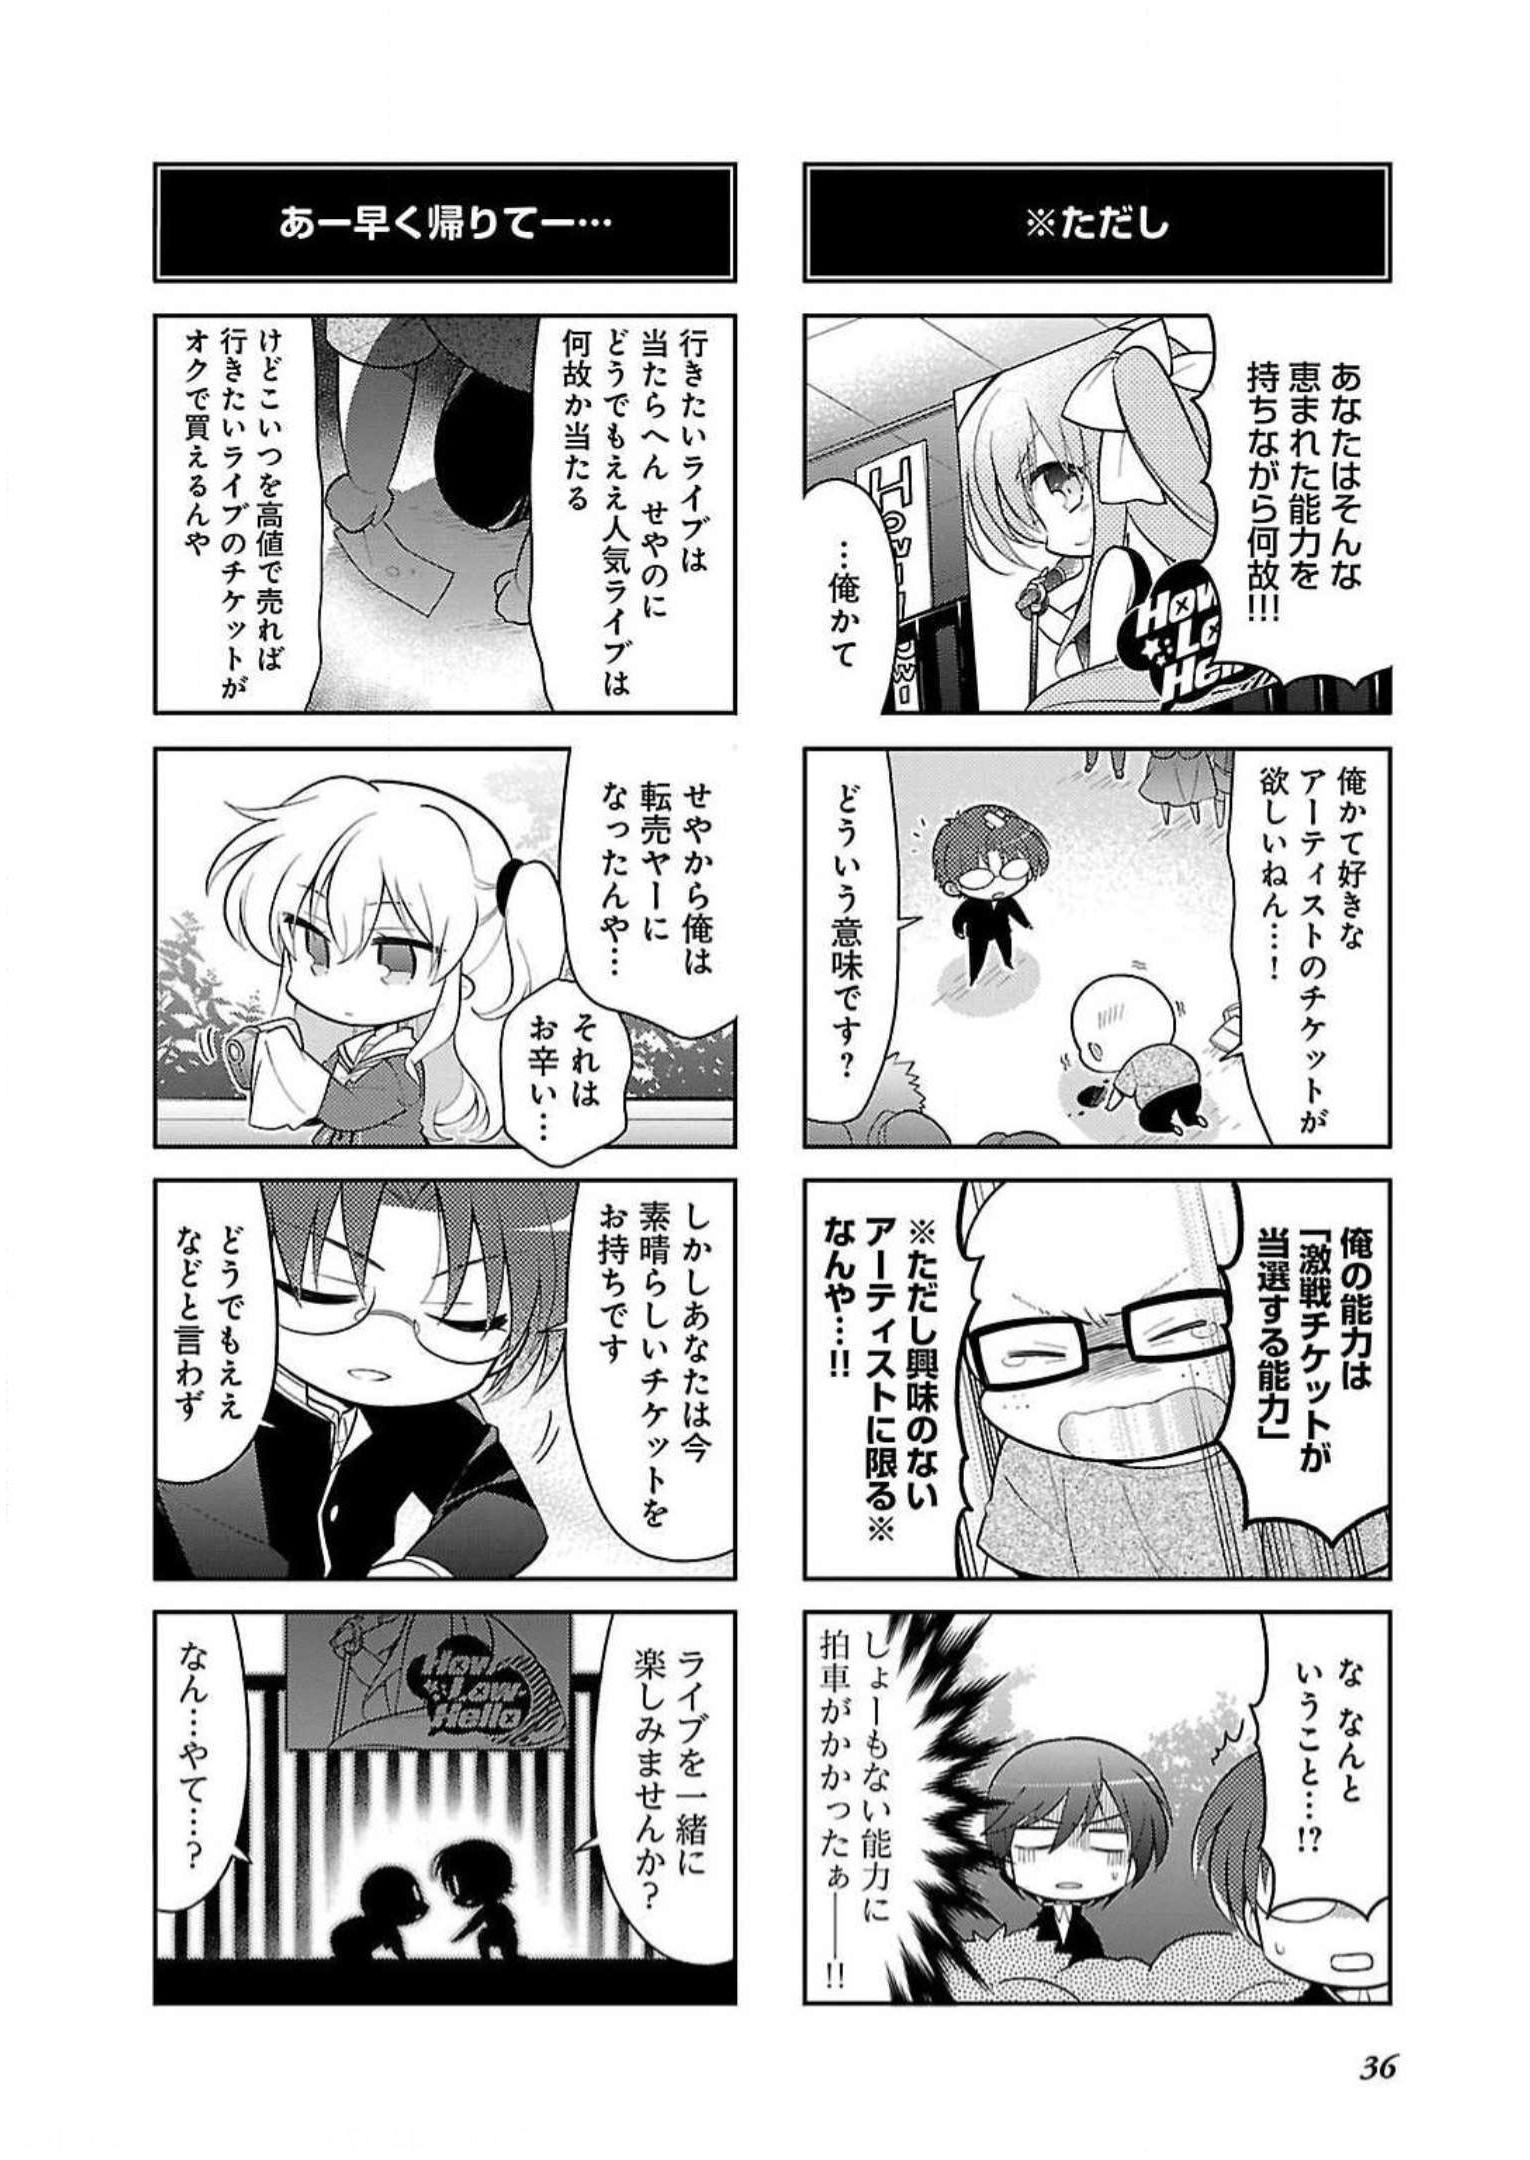 ※ただし
あなたはそんな
恵まれた能力を
持ちながら何故!!!
How
Lo
Hel
…俺かて
俺かて好きな
アーティストのチケットが
欲しいねん…!
どういう意味です?
俺の能力は
「激戦チケットが
当選する能力」
※ただし興味のない
アーティストに限る※
なんや…!!
な なんと
いうこと…!?
しょーもない能力に
拍車がかかったぁ――!!
あー早く帰りてー…
行きたいライブは
当たらへん せやのに
どうでもええ人気ライブは
何故か当たる
けどこいつを高値で売れば
行きたいライブのチケットが
オクで買えるんや
せやから俺は
転売ヤーに
なったんや…
それは
お辛い…
しかしあなたは今
素晴らしいチケットを
お持ちです
どうでもええ
などと言わず
ライブを一緒に
楽しみませんか?
How-
Low-
Hello
なん…やて…?
36